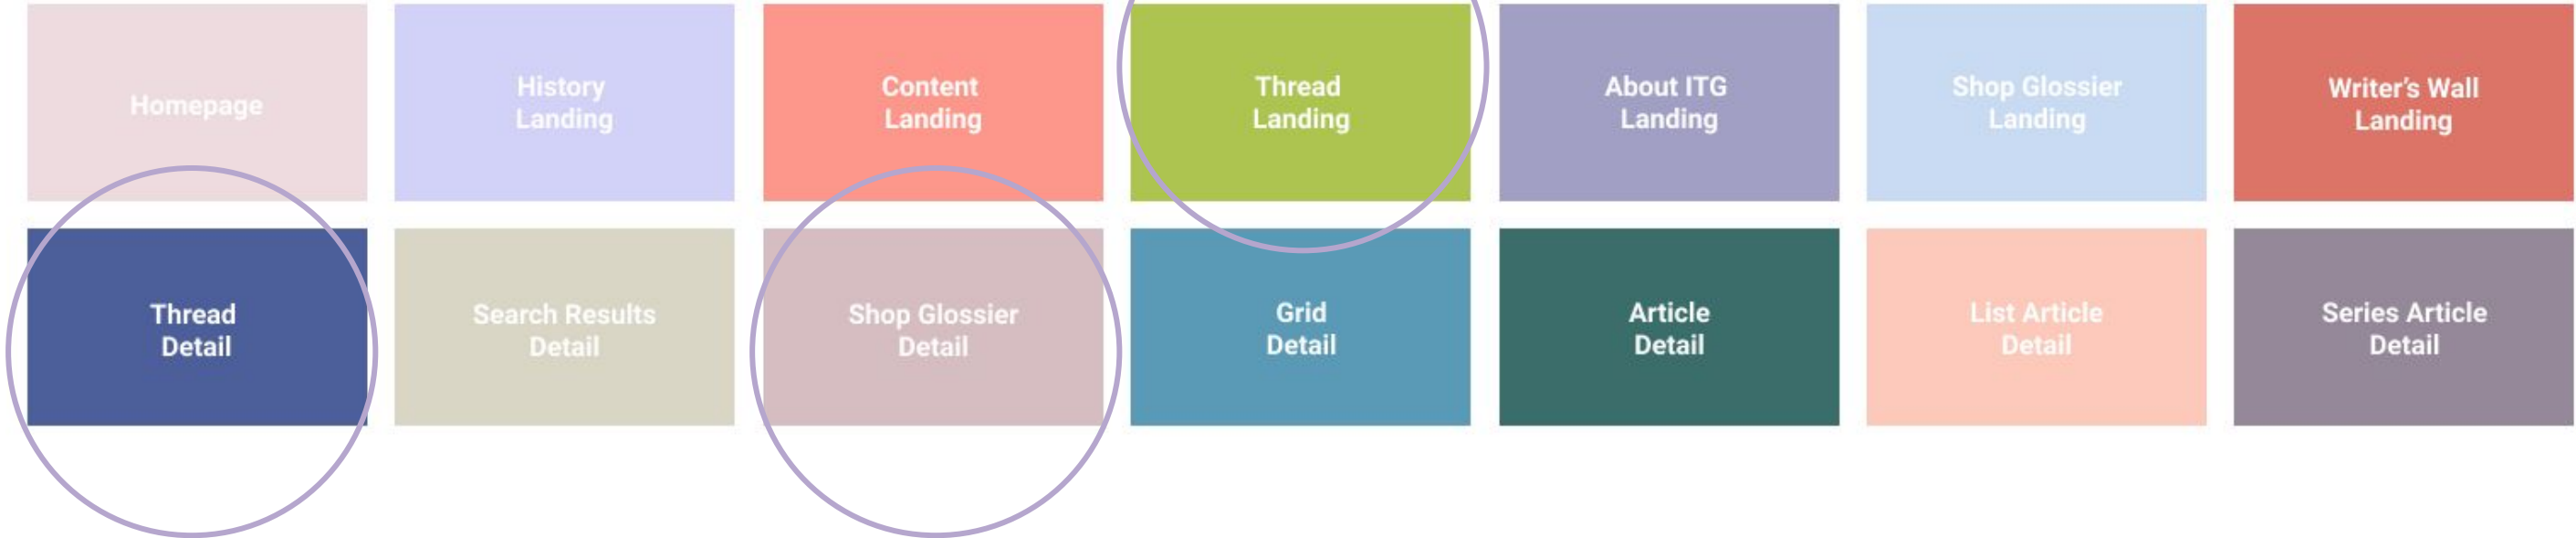 Homepage
History
Landing
Content
Landing
Thread
Landing
About ITG
Landing
Shop Glossier
Landing
Writer’s Wall
Landing
Thread
Detail
Search Results
Detail
Shop Glossier
Detail
Grid
Detail
Article
Detail
List Article
Detail
Series Article
Detail